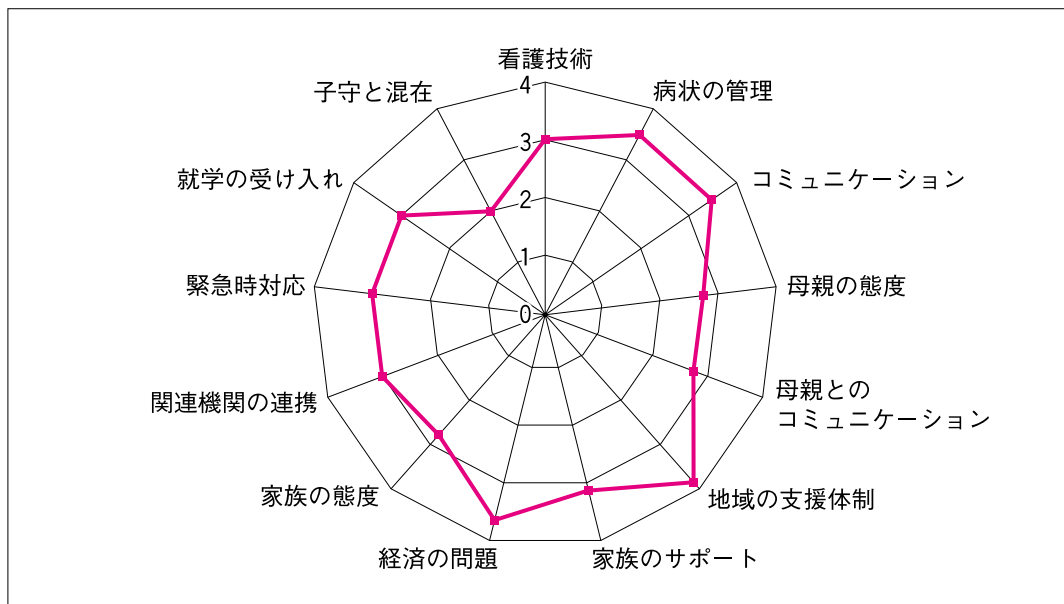 看護技術
病状の管理
コミュニケーション
母親の態度
母親との
コミュニケーション
地域の支援体制
家族のサポート
経済の問題
家族の態度
関連機関の連携
緊急時対応
就学の受け入れ
子守と混在
4
3
2
1
0